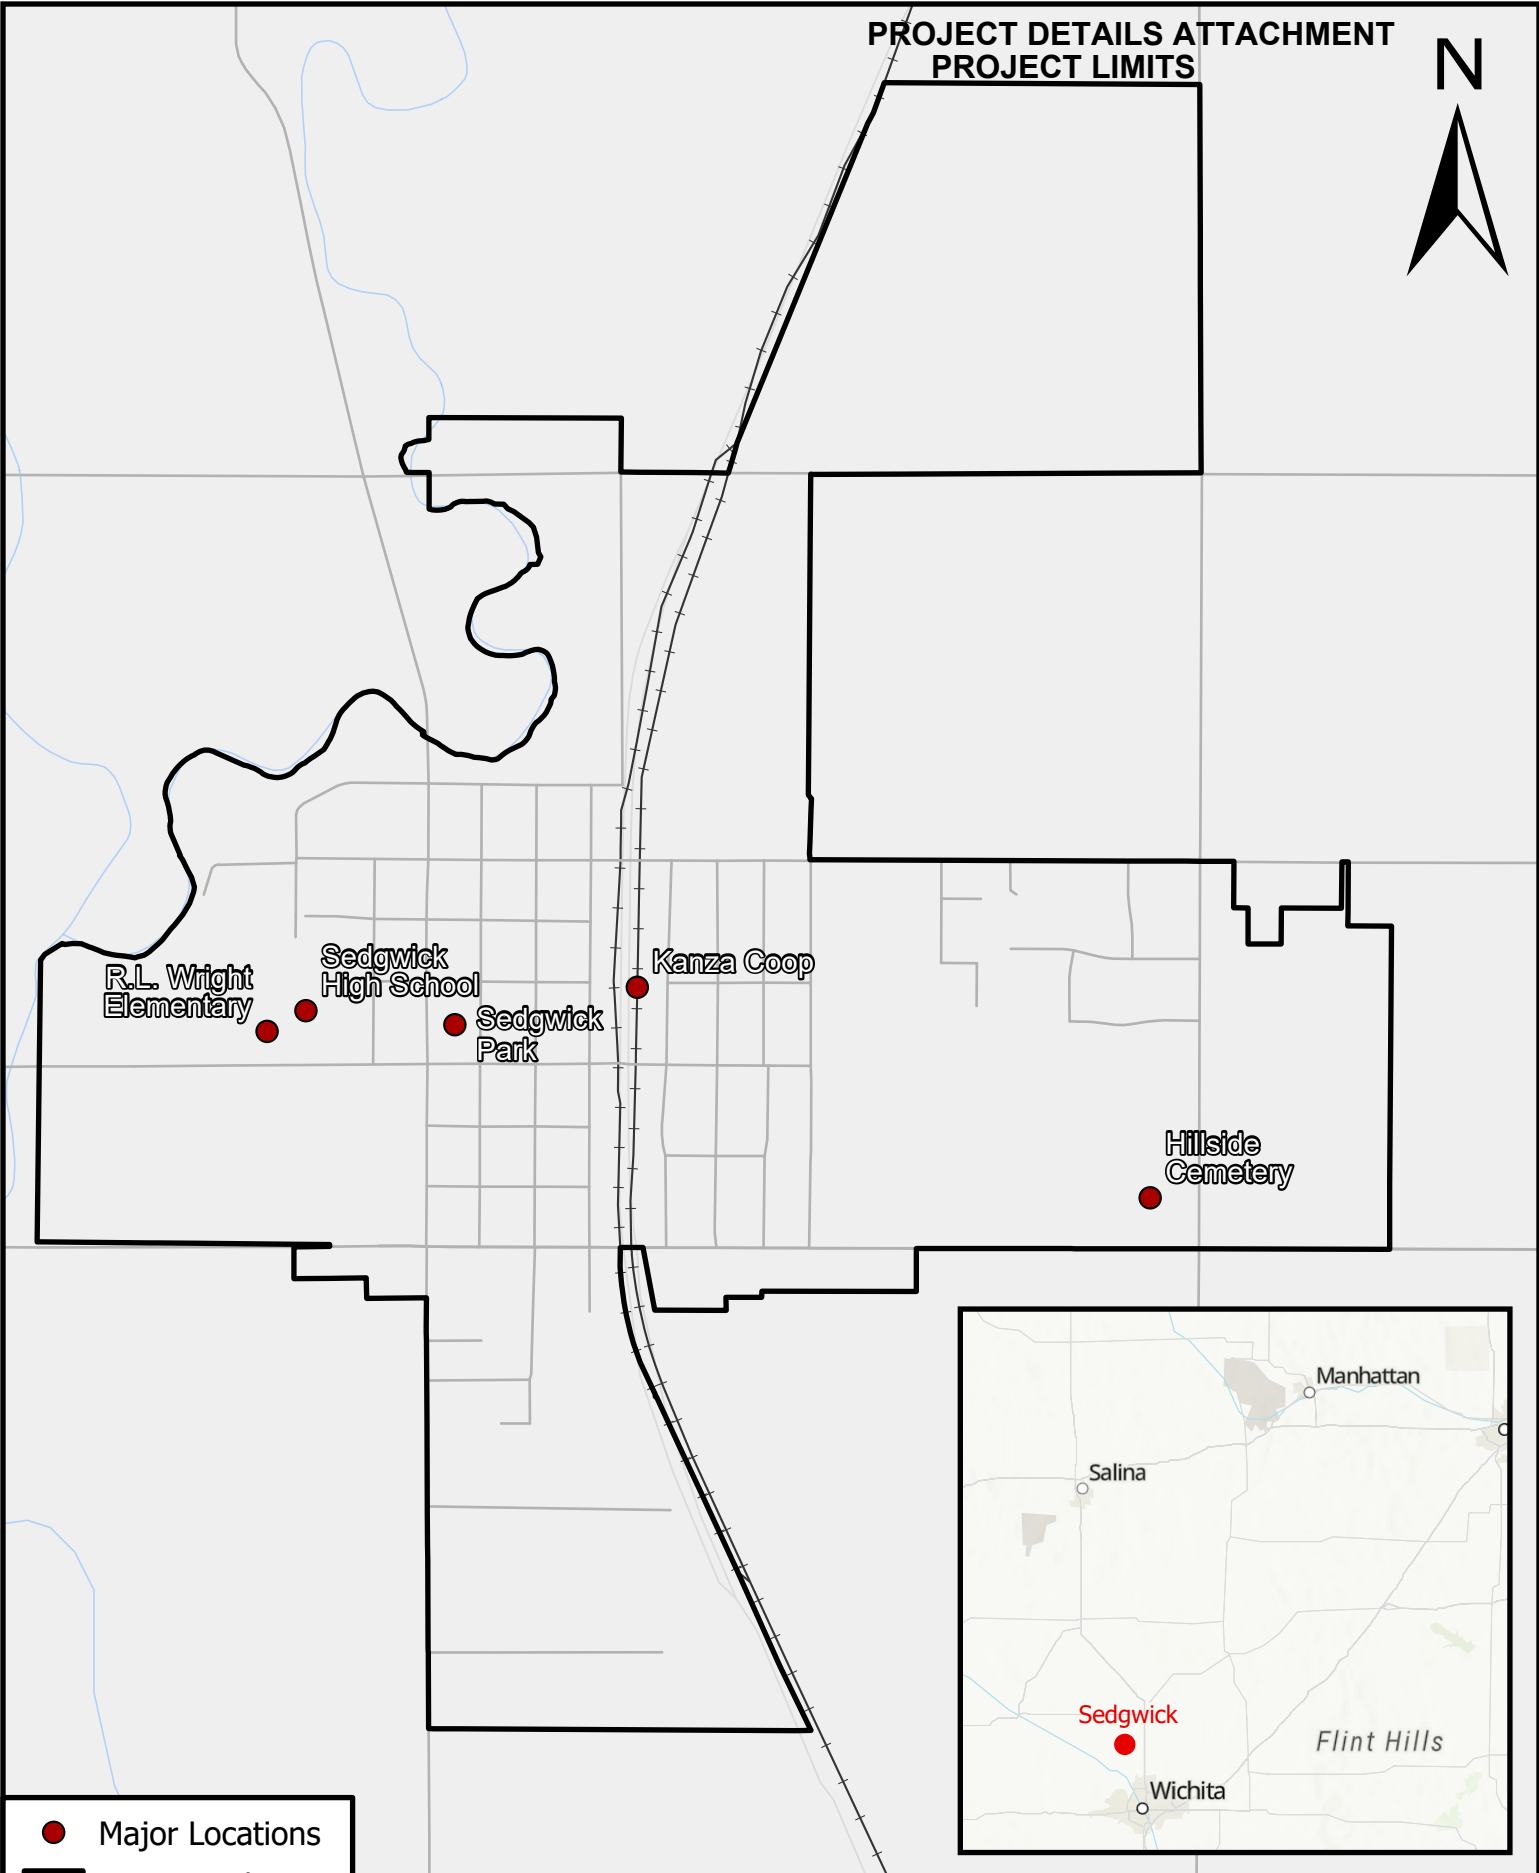 PROJECT DETAILS ATTACHMENT
PROJECT LIMITS
N
Sedgwick
High School
R.L. Wright
Elementary
Kanza Coop
Sedgwick
Park
Hillside
Cemetery
Manhattan
Salina
Sedgwick
Flint Hills
Wichita
Major Locations